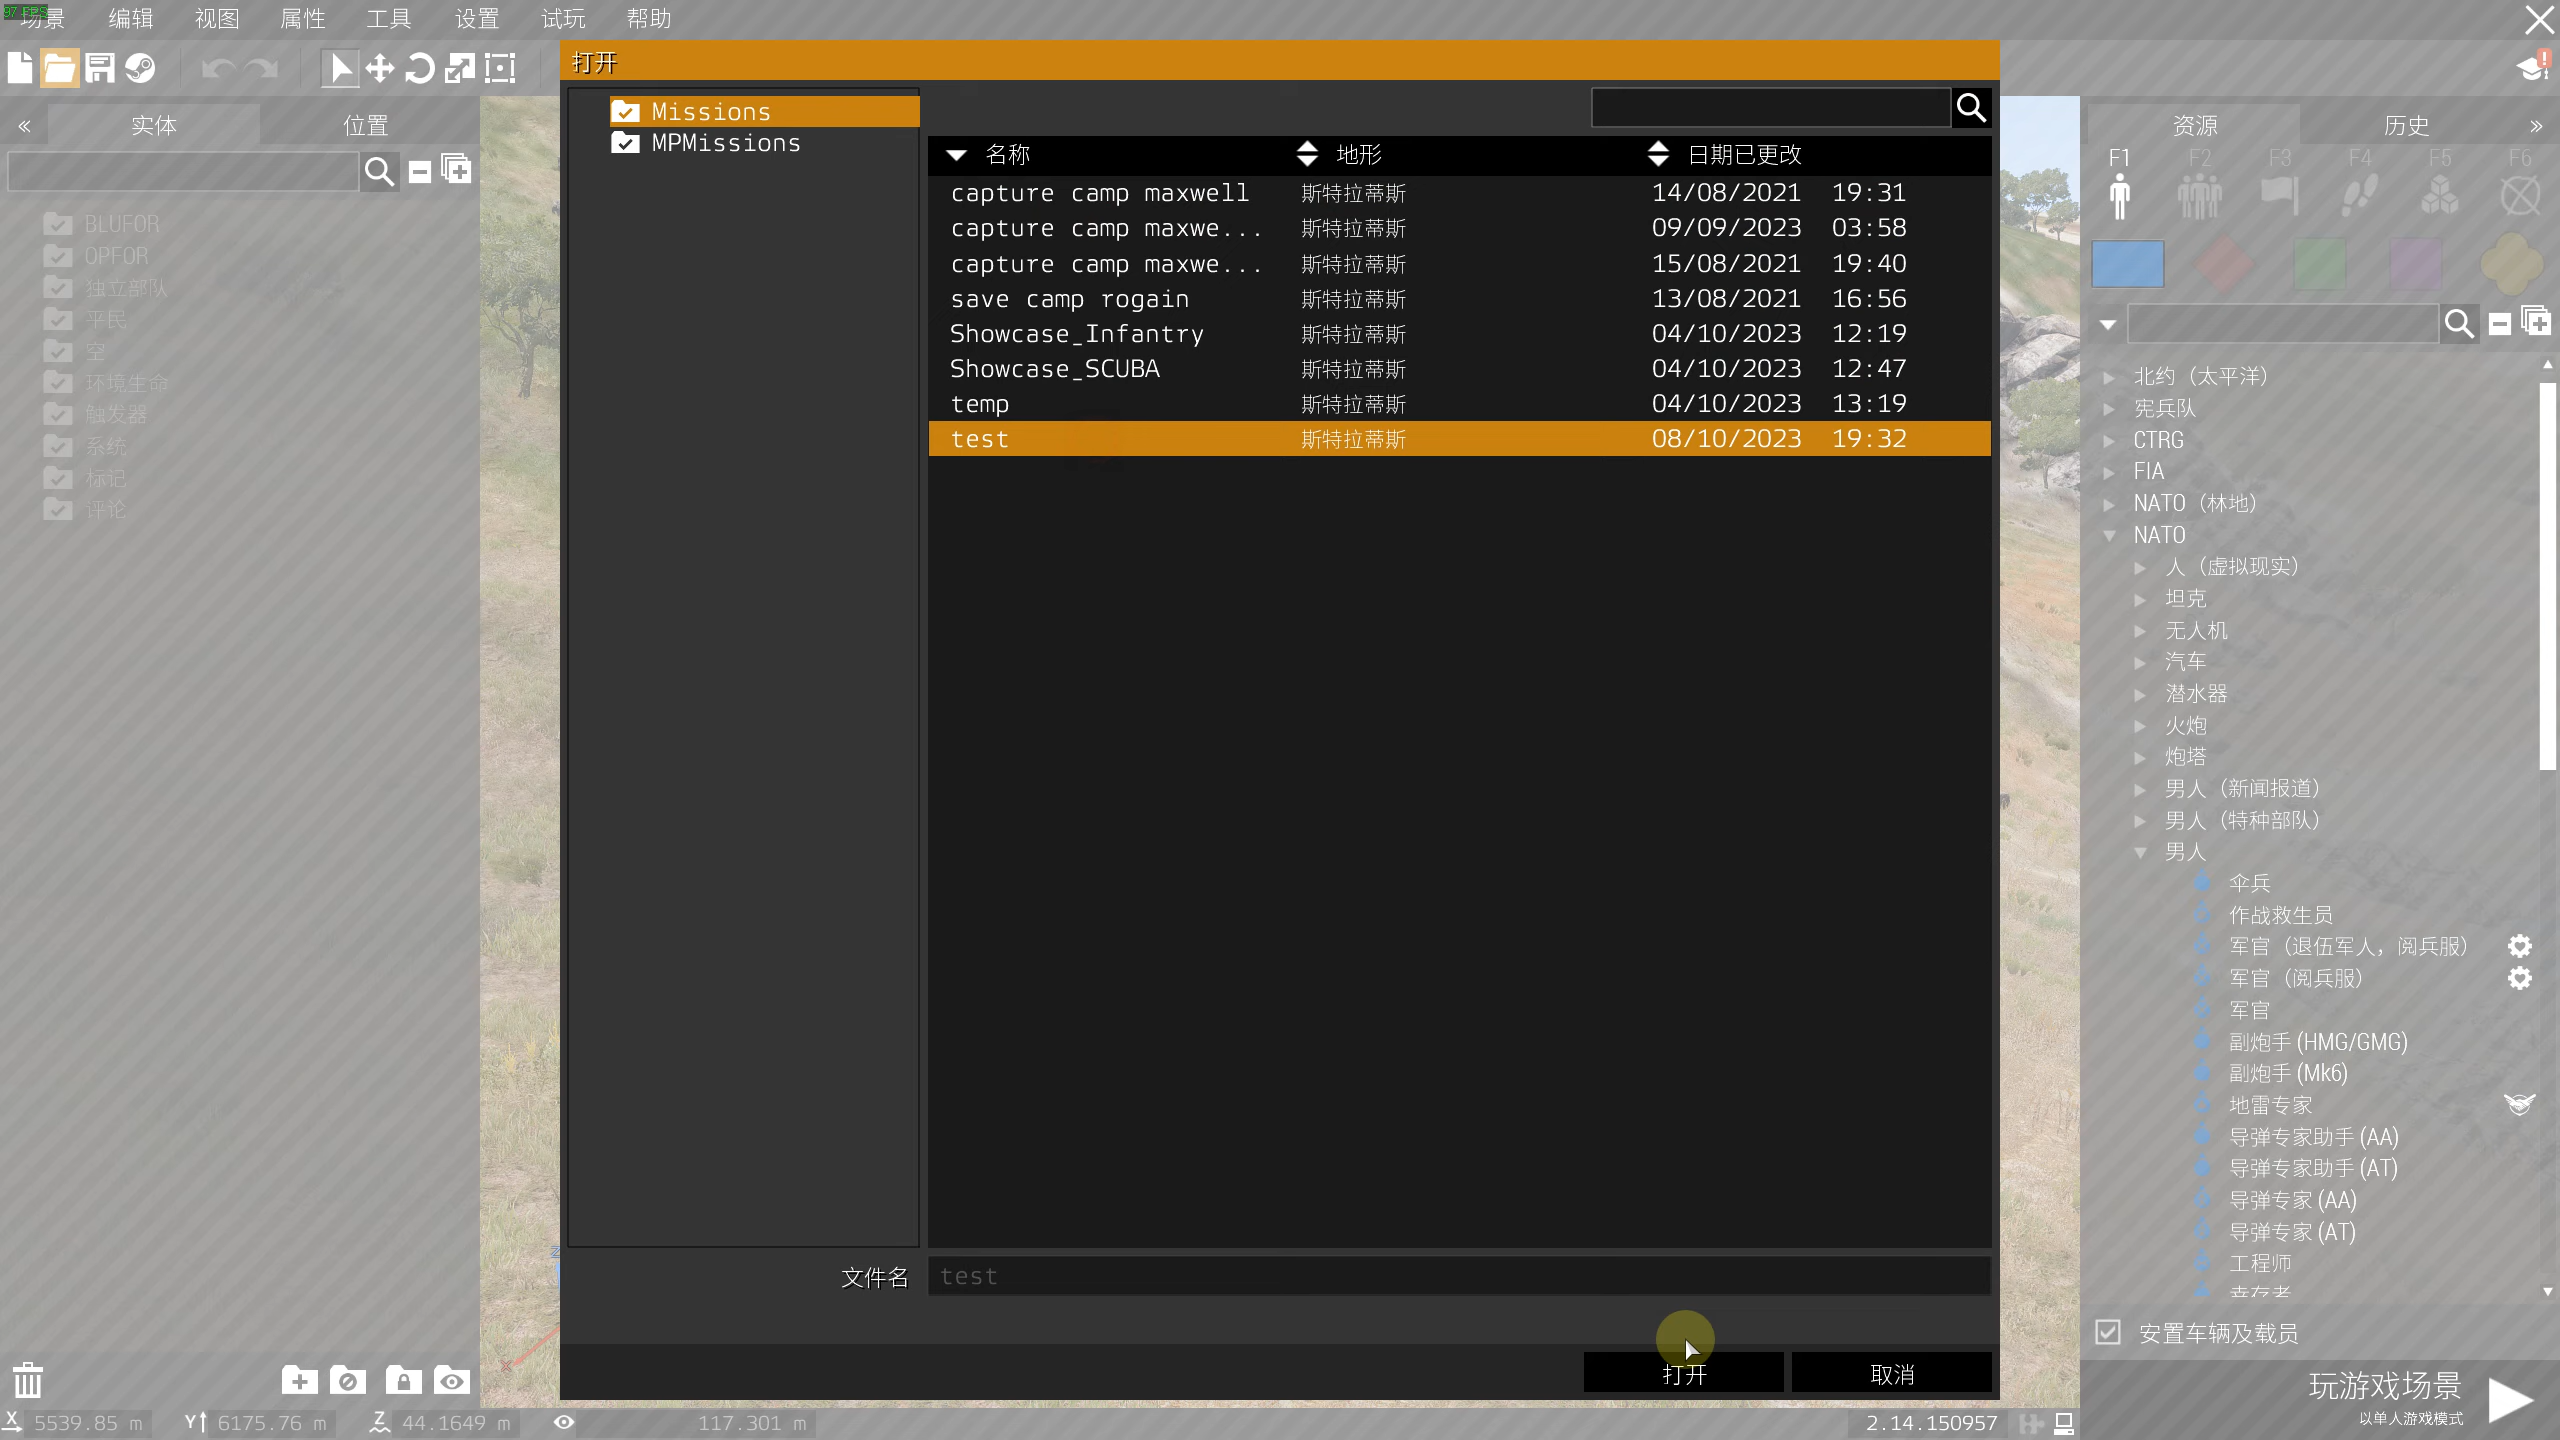 97 FPS
场景 编辑 视图 属性 工具 设置 试玩 帮助
打开
« 实体 位置
BLUFOR
OPFOR
独立部队
平民
空
环境生命
触发器
系统
标记
评论
Missions
MPMissions
名称 地形 日期已更改
capture camp maxwell 斯特拉蒂斯 14/08/2021 19:31
capture camp maxwe... 斯特拉蒂斯 09/09/2023 03:58
capture camp maxwe... 斯特拉蒂斯 15/08/2021 19:40
save camp rogain 斯特拉蒂斯 13/08/2021 16:56
Showcase_Infantry 斯特拉蒂斯 04/10/2023 12:19
Showcase_SCUBA 斯特拉蒂斯 04/10/2023 12:47
temp 斯特拉蒂斯 04/10/2023 13:19
test 斯特拉蒂斯 08/10/2023 19:32
文件名 test
打开 取消
资源 历史 »
F1 F2 F3 F4 F5 F6
北约（太平洋）
宪兵队
CTRG
FIA
NATO（林地）
NATO
人（虚拟现实）
坦克
无人机
汽车
潜水器
火炮
炮塔
男人（新闻报道）
男人（特种部队）
男人
伞兵
作战救生员
军官（退伍军人，阅兵服）
军官（阅兵服）
军官
副炮手 (HMG/GMG)
副炮手 (Mk6)
地雷专家
导弹专家助手 (AA)
导弹专家助手 (AT)
导弹专家 (AA)
导弹专家 (AT)
工程师
幸存者
安置车辆及载员
玩游戏场景
以单人游戏模式
X 5539.85 m Y 6175.76 m Z 44.1649 m 117.301 m 2.14.150957